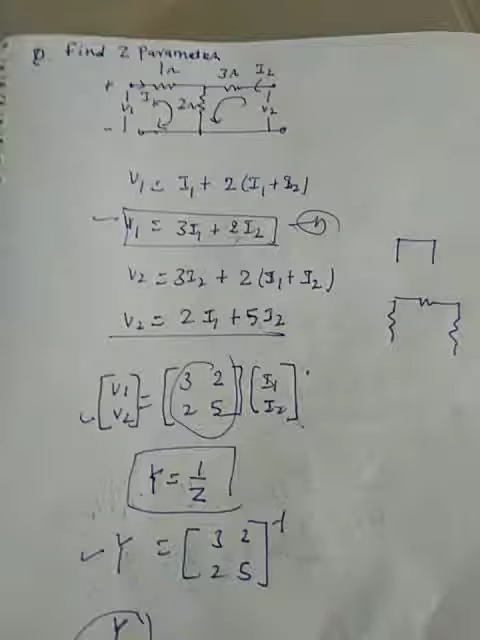 Q. Find Z Parameter
1Ω 3Ω I2
+ I1 2Ω
V1 V2
- -
V1 = I1 + 2(I1+I2)
V1 = 3I1 + 2I2 —①
V2 = 3I2 + 2(I1+I2)
V2 = 2I1 + 5I2
[V1 V2] = [3 2 2 5] [I1 I2]
Y = 1/Z
Y = [3 2 2 5]^-1
Y